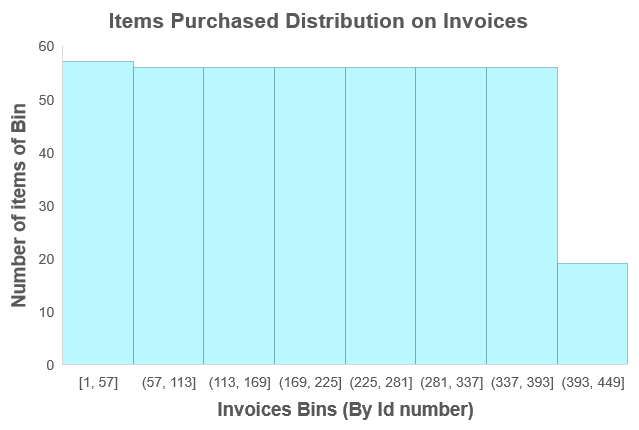 Items Purchased Distribution on Invoices
Number of items of Bin
60
50
40
30
20
10
0
[1, 57] (57, 113] (113, 169] (169, 225] (225, 281] (281, 337] (337, 393] (393, 449]
Invoices Bins (By Id number)